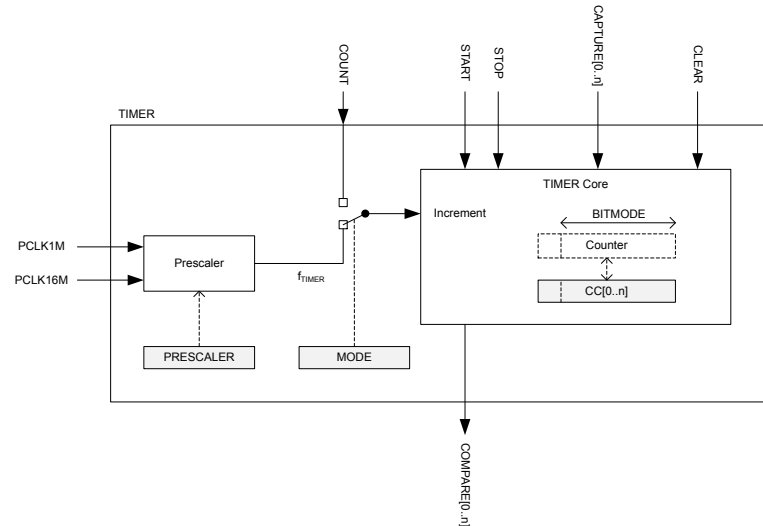 COUNT
START
STOP
CAPTURE[0..n]
CLEAR
TIMER
TIMER Core
Increment
BITMODE
Counter
CC[0..n]
PCLK1M
PCLK16M
Prescaler
fTIMER
PRESCALER
MODE
COMPARE[0..n]